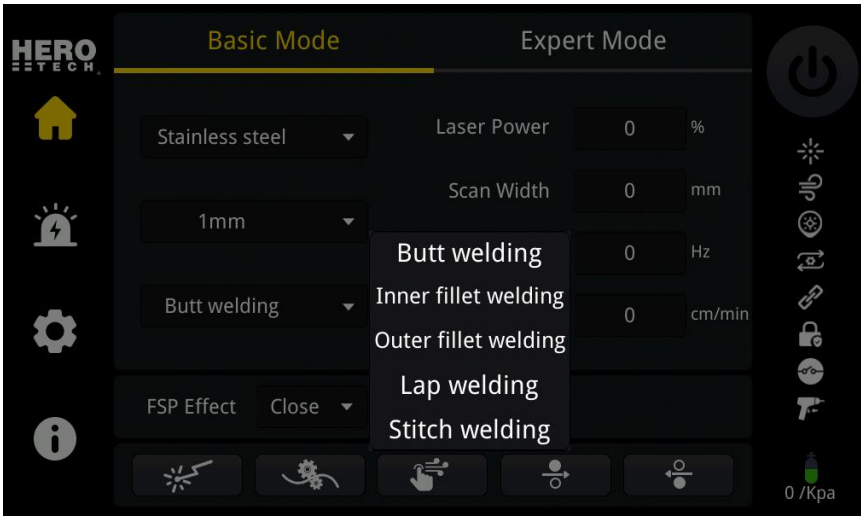 HERO
TECH
Basic Mode
Expert Mode
Stainless steel
Laser Power 0 %
1mm
Scan Width 0 mm
0 Hz
Butt welding
0 cm/min
Butt welding
Inner fillet welding
Outer fillet welding
Lap welding
Stitch welding
FSP Effect Close
0 /Kpa